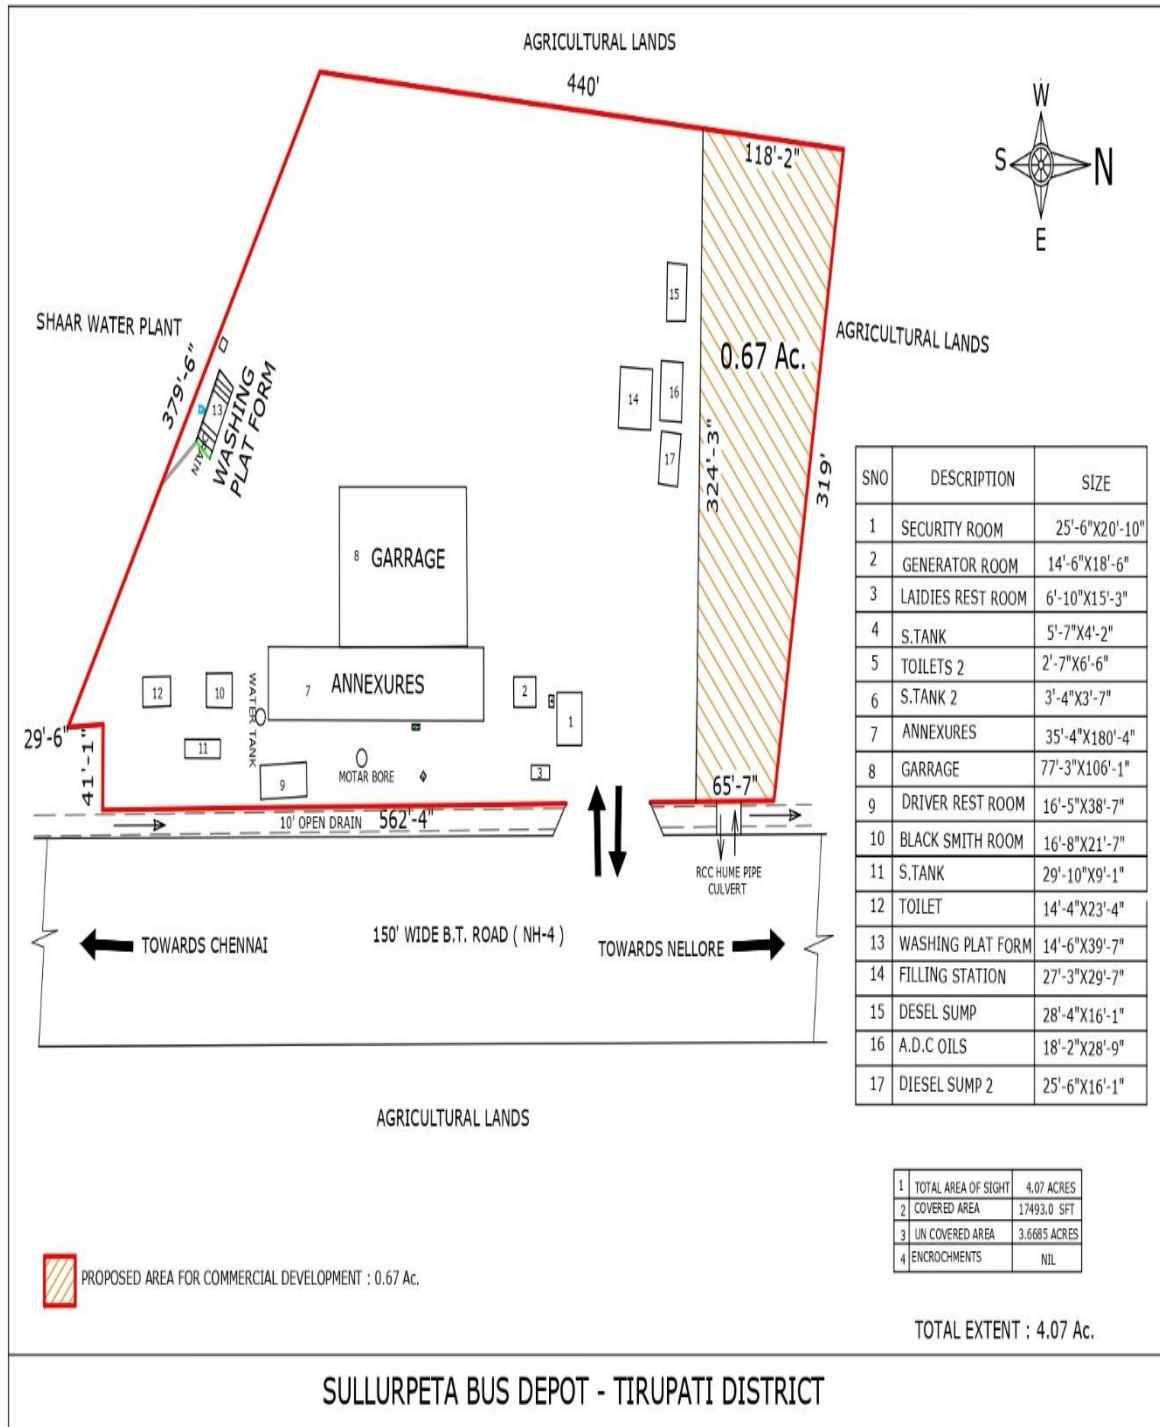 AGRICULTURAL LANDS
440'
118'-2"
W
S N
E
SHAAR WATER PLANT
379'-6"
13
DRAIN
WASHING
PLAT FORM
15
14
16
17
0.67 Ac.
324'-3"
319'
AGRICULTURAL LANDS
8 GARRAGE
7 ANNEXURES
12
10
11
9
WATER TANK
MOTAR BORE
2
4
1
3
29'-6"
41'-1"
65'-7"
10' OPEN DRAIN 562'-4"
RCC HUME PIPE
CULVERT
TOWARDS CHENNAI
150' WIDE B.T. ROAD ( NH-4 )
TOWARDS NELLORE
AGRICULTURAL LANDS
SNO DESCRIPTION SIZE
1 SECURITY ROOM 25'-6"X20'-10"
2 GENERATOR ROOM 14'-6"X18'-6"
3 LAIDIES REST ROOM 6'-10"X15'-3"
4 S.TANK 5'-7"X4'-2"
5 TOILETS 2 2'-7"X6'-6"
6 S.TANK 2 3'-4"X3'-7"
7 ANNEXURES 35'-4"X180'-4"
8 GARRAGE 77'-3"X106'-1"
9 DRIVER REST ROOM 16'-5"X38'-7"
10 BLACK SMITH ROOM 16'-8"X21'-7"
11 S.TANK 29'-10"X9'-1"
12 TOILET 14'-4"X23'-4"
13 WASHING PLAT FORM 14'-6"X39'-7"
14 FILLING STATION 27'-3"X29'-7"
15 DESEL SUMP 28'-4"X16'-1"
16 A.D.C OILS 18'-2"X28'-9"
17 DIESEL SUMP 2 25'-6"X16'-1"
1 TOTAL AREA OF SIGHT 4.07 ACRES
2 COVERED AREA 17493.0 SFT
3 UN COVERED AREA 3.6685 ACRES
4 ENCROCHMENTS NIL
PROPOSED AREA FOR COMMERCIAL DEVELOPMENT : 0.67 Ac.
TOTAL EXTENT : 4.07 Ac.
SULLURPETA BUS DEPOT - TIRUPATI DISTRICT